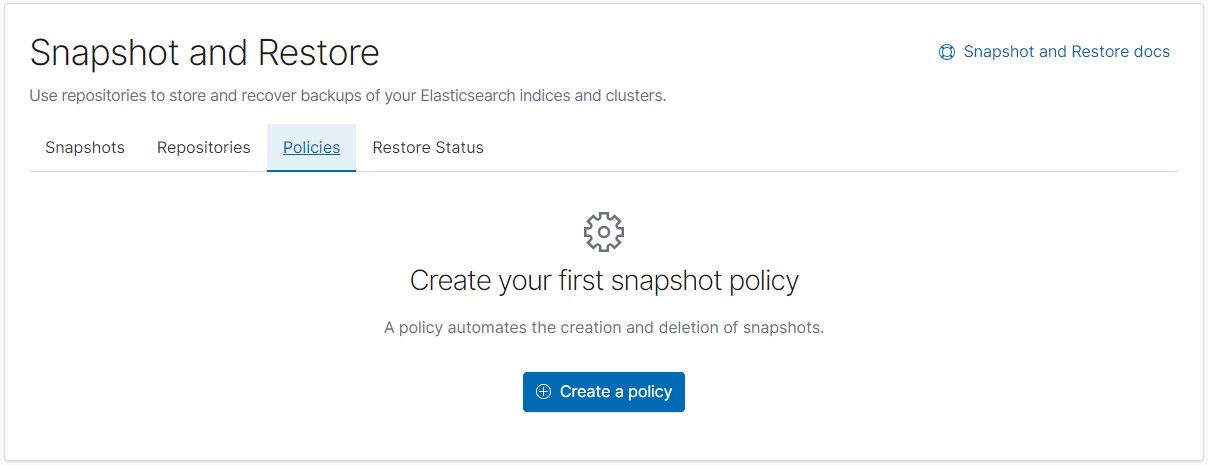 Snapshot and Restore
Snapshot and Restore docs
Use repositories to store and recover backups of your Elasticsearch indices and clusters.
Snapshots
Repositories
Policies
Restore Status
Create your first snapshot policy
A policy automates the creation and deletion of snapshots.
Create a policy